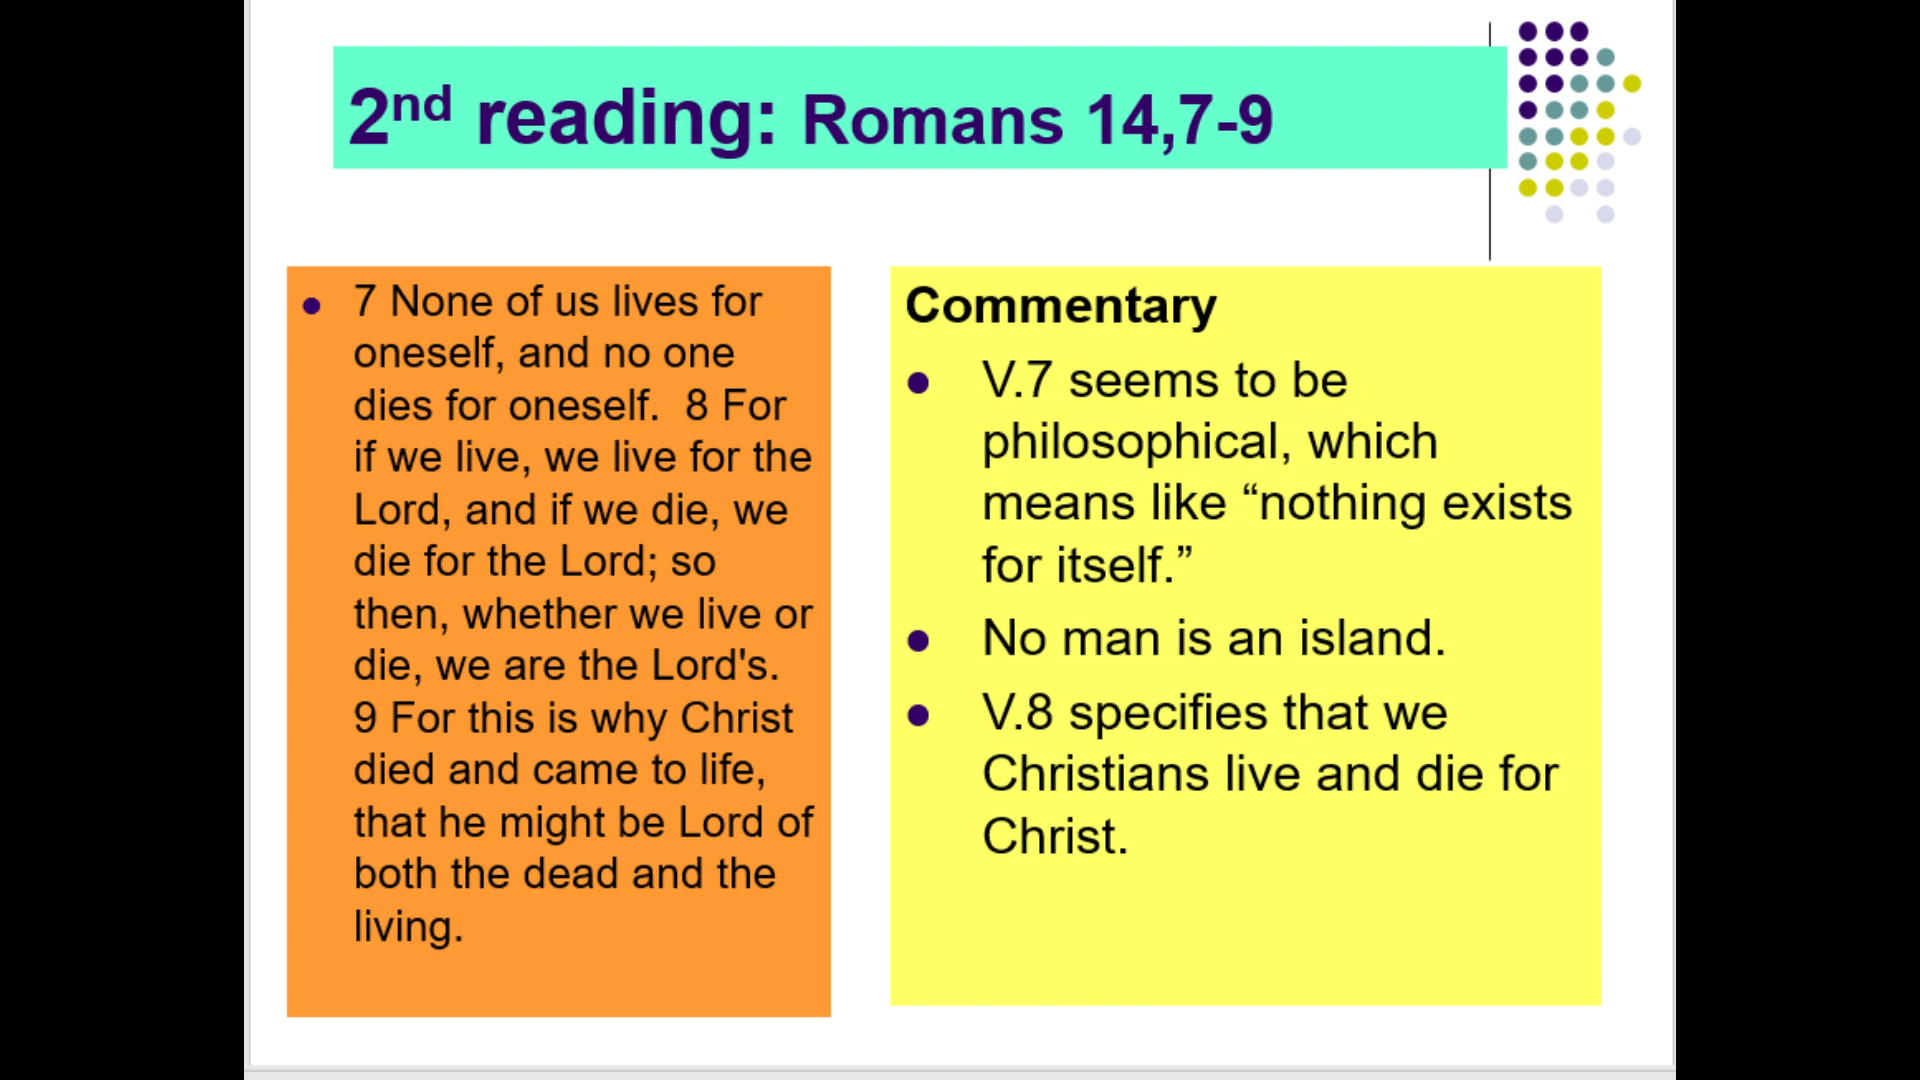 2nd reading: Romans 14,7-9
7 None of us lives for
oneself, and no one
dies for oneself.  8 For
if we live, we live for the
Lord, and if we die, we
die for the Lord; so
then, whether we live or
die, we are the Lord's.
9 For this is why Christ
died and came to life,
that he might be Lord of
both the dead and the
living.
Commentary
V.7 seems to be
philosophical, which
means like “nothing exists
for itself.”
No man is an island.
V.8 specifies that we
Christians live and die for
Christ.